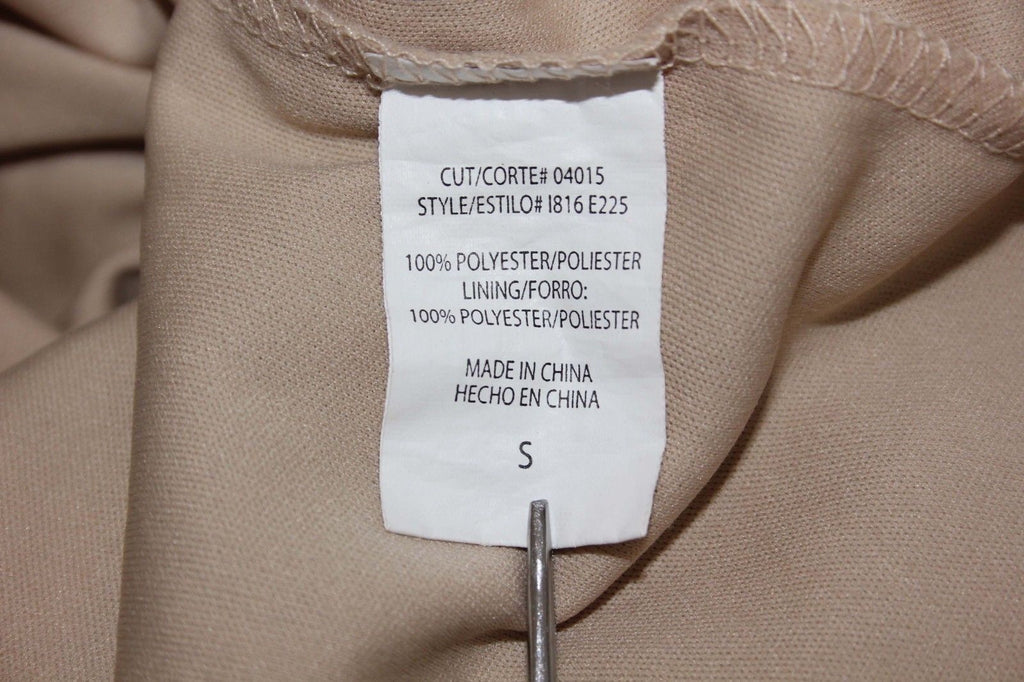 CUT/CORTE# 04015
STYLE/ESTILO# I816 E225
100% POLYESTER/POLIESTER
LINING/FORRO:
100% POLYESTER/POLIESTER
MADE IN CHINA
HECHO EN CHINA
S